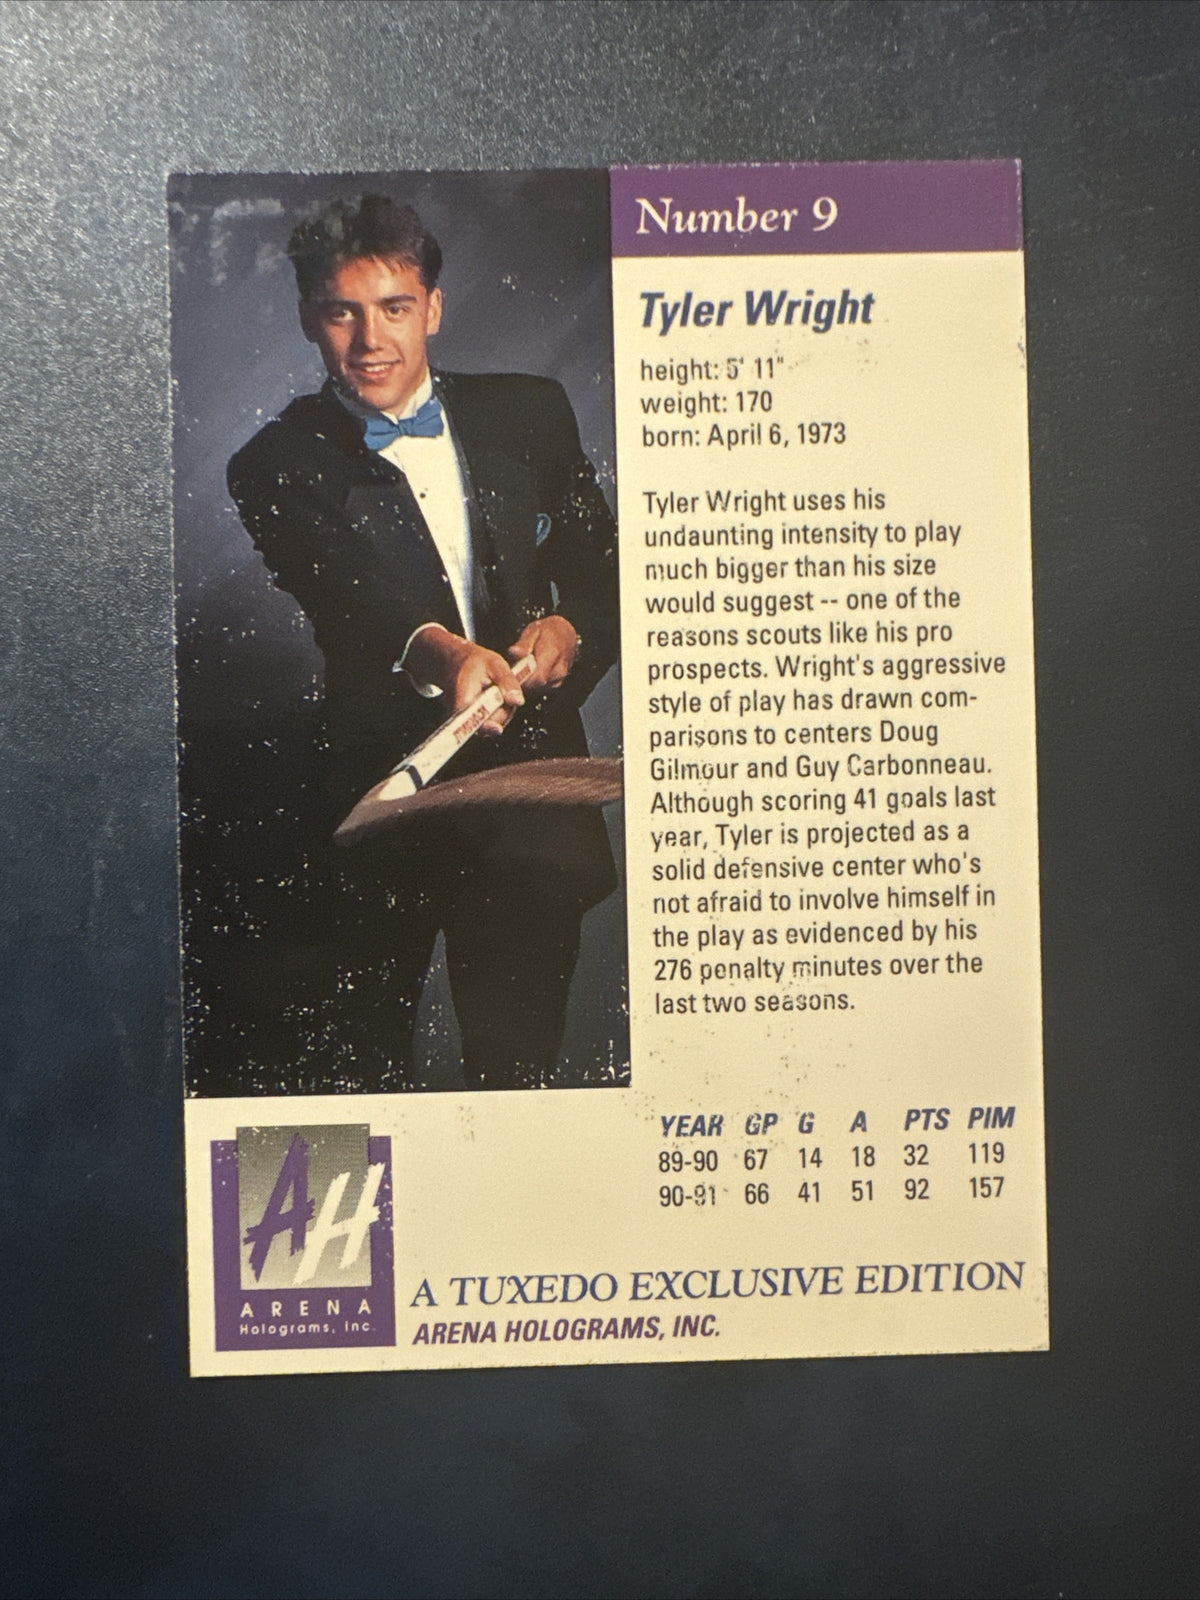 Number 9
Tyler Wright
height: 5' 11"
weight: 170
born: April 6, 1973
Tyler Wright uses his
undaunting intensity to play
much bigger than his size
would suggest -- one of the
reasons scouts like his pro
prospects. Wright's aggressive
style of play has drawn com-
parisons to centers Doug
Gilmour and Guy Carbonneau.
Although scoring 41 goals last
year, Tyler is projected as a
solid defensive center who's
not afraid to involve himself in
the play as evidenced by his
276 penalty minutes over the
last two seasons.
YEAR GP G A PTS PIM
89-90 67 14 18 32 119
90-91 66 41 51 92 157
AH
ARENA
Holograms, Inc.
A TUXEDO EXCLUSIVE EDITION
ARENA HOLOGRAMS, INC.